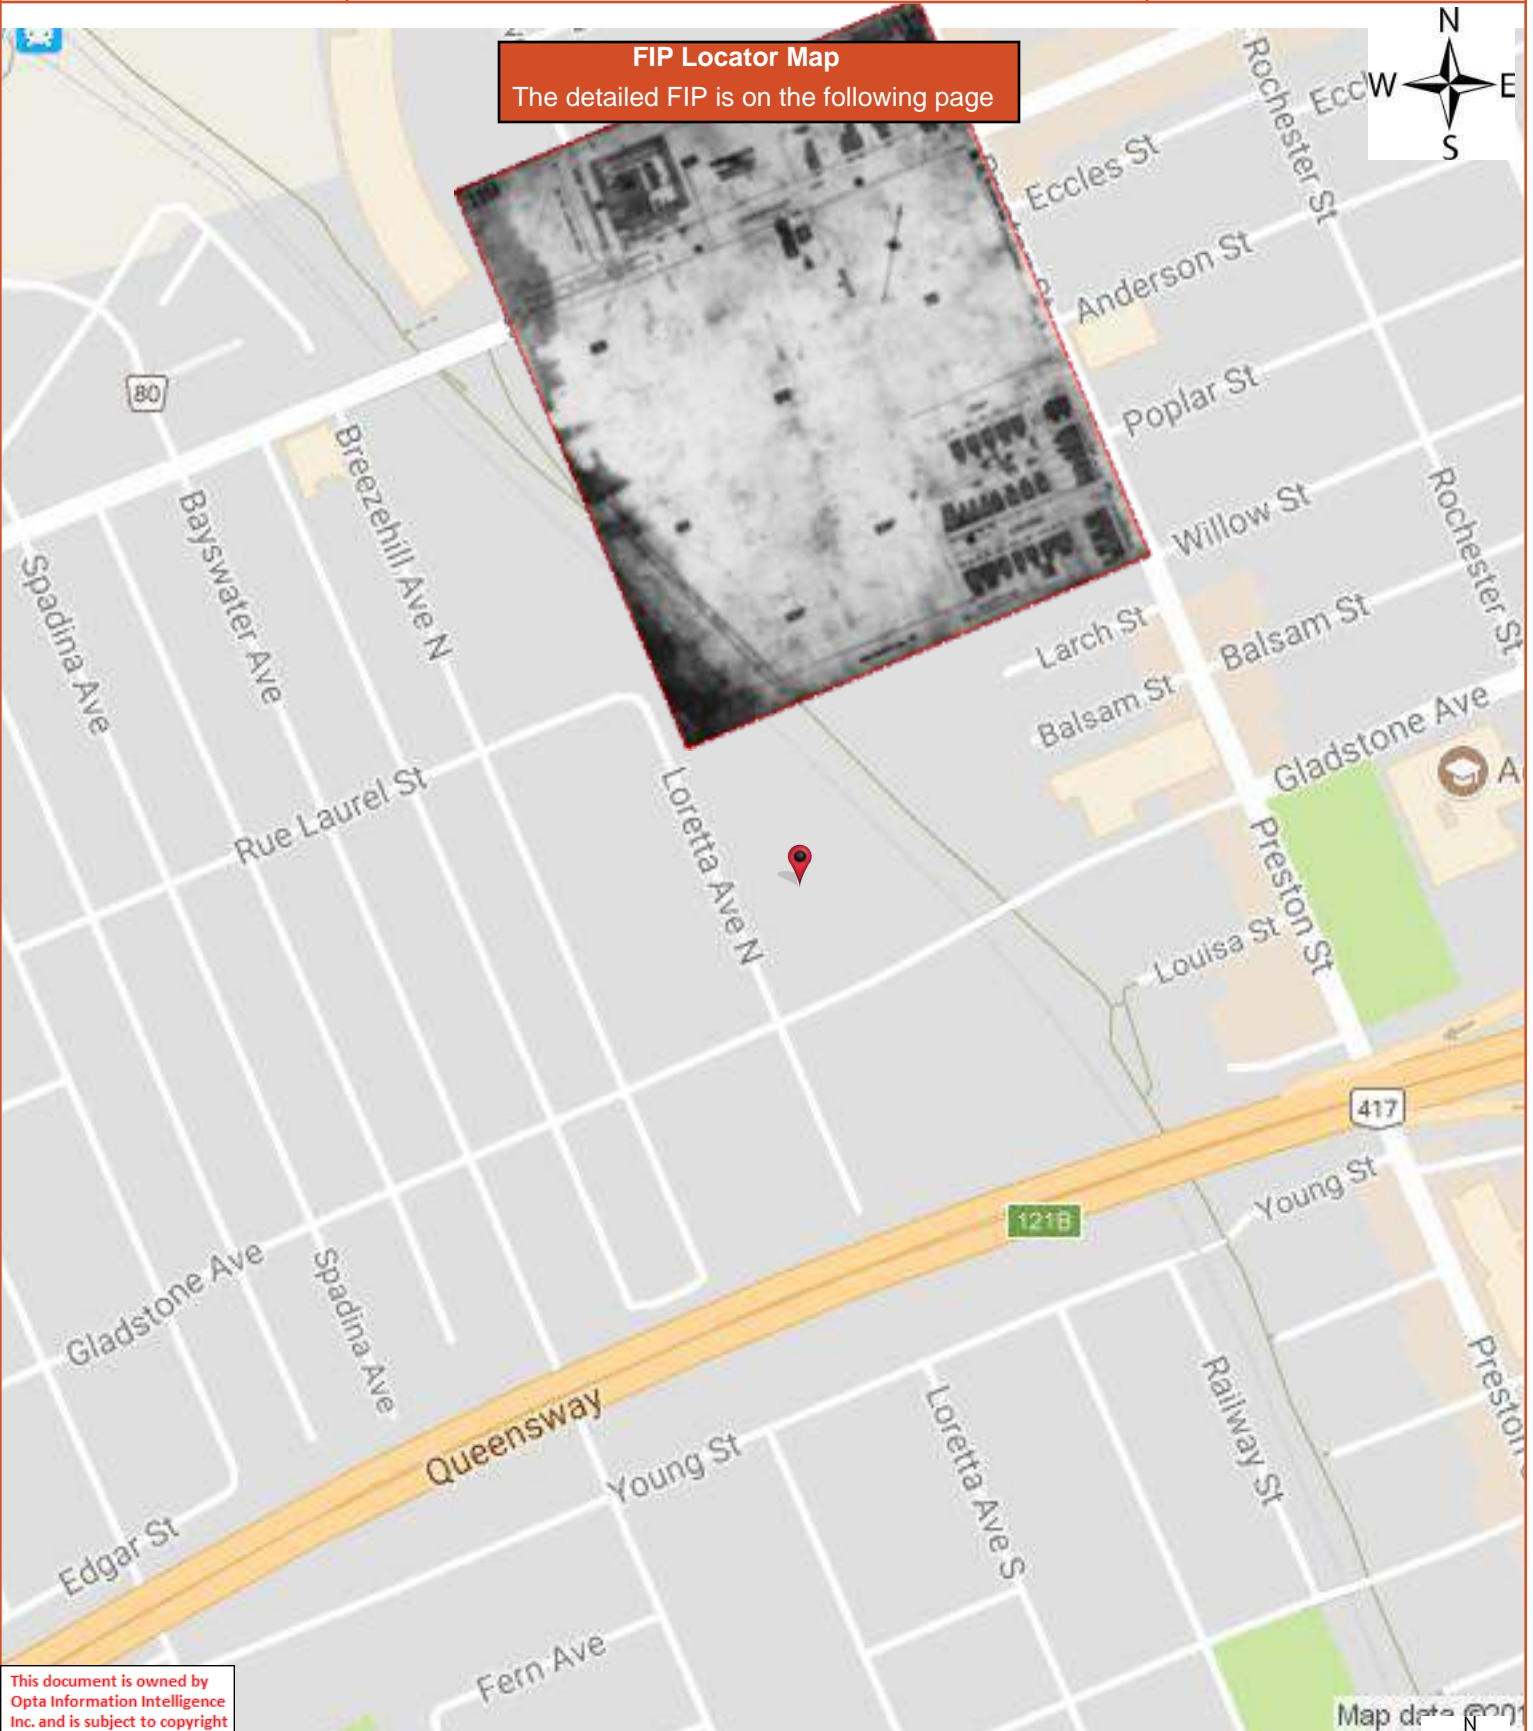 FIP Locator Map
The detailed FIP is on the following page
N
W
E
S
Rochester St
Ecc
Eccles St
Anderson St
80
Poplar St
Breezehill Ave N
Bayswater Ave
Rochester St
Willow St
Spadina Ave
Larch St
Balsam St
Balsam St
Gladstone Ave
Rue Laurel St
Loretta Ave N
Preston St
Louisa St
417
Young St
121B
Gladstone Ave
Spadina Ave
Queensway
Preston
Railway St
Loretta Ave S
Young St
Edgar St
Fern Ave
This document is owned by
Opta Information Intelligence
Inc. and is subject to copyright
Map data ©201
N